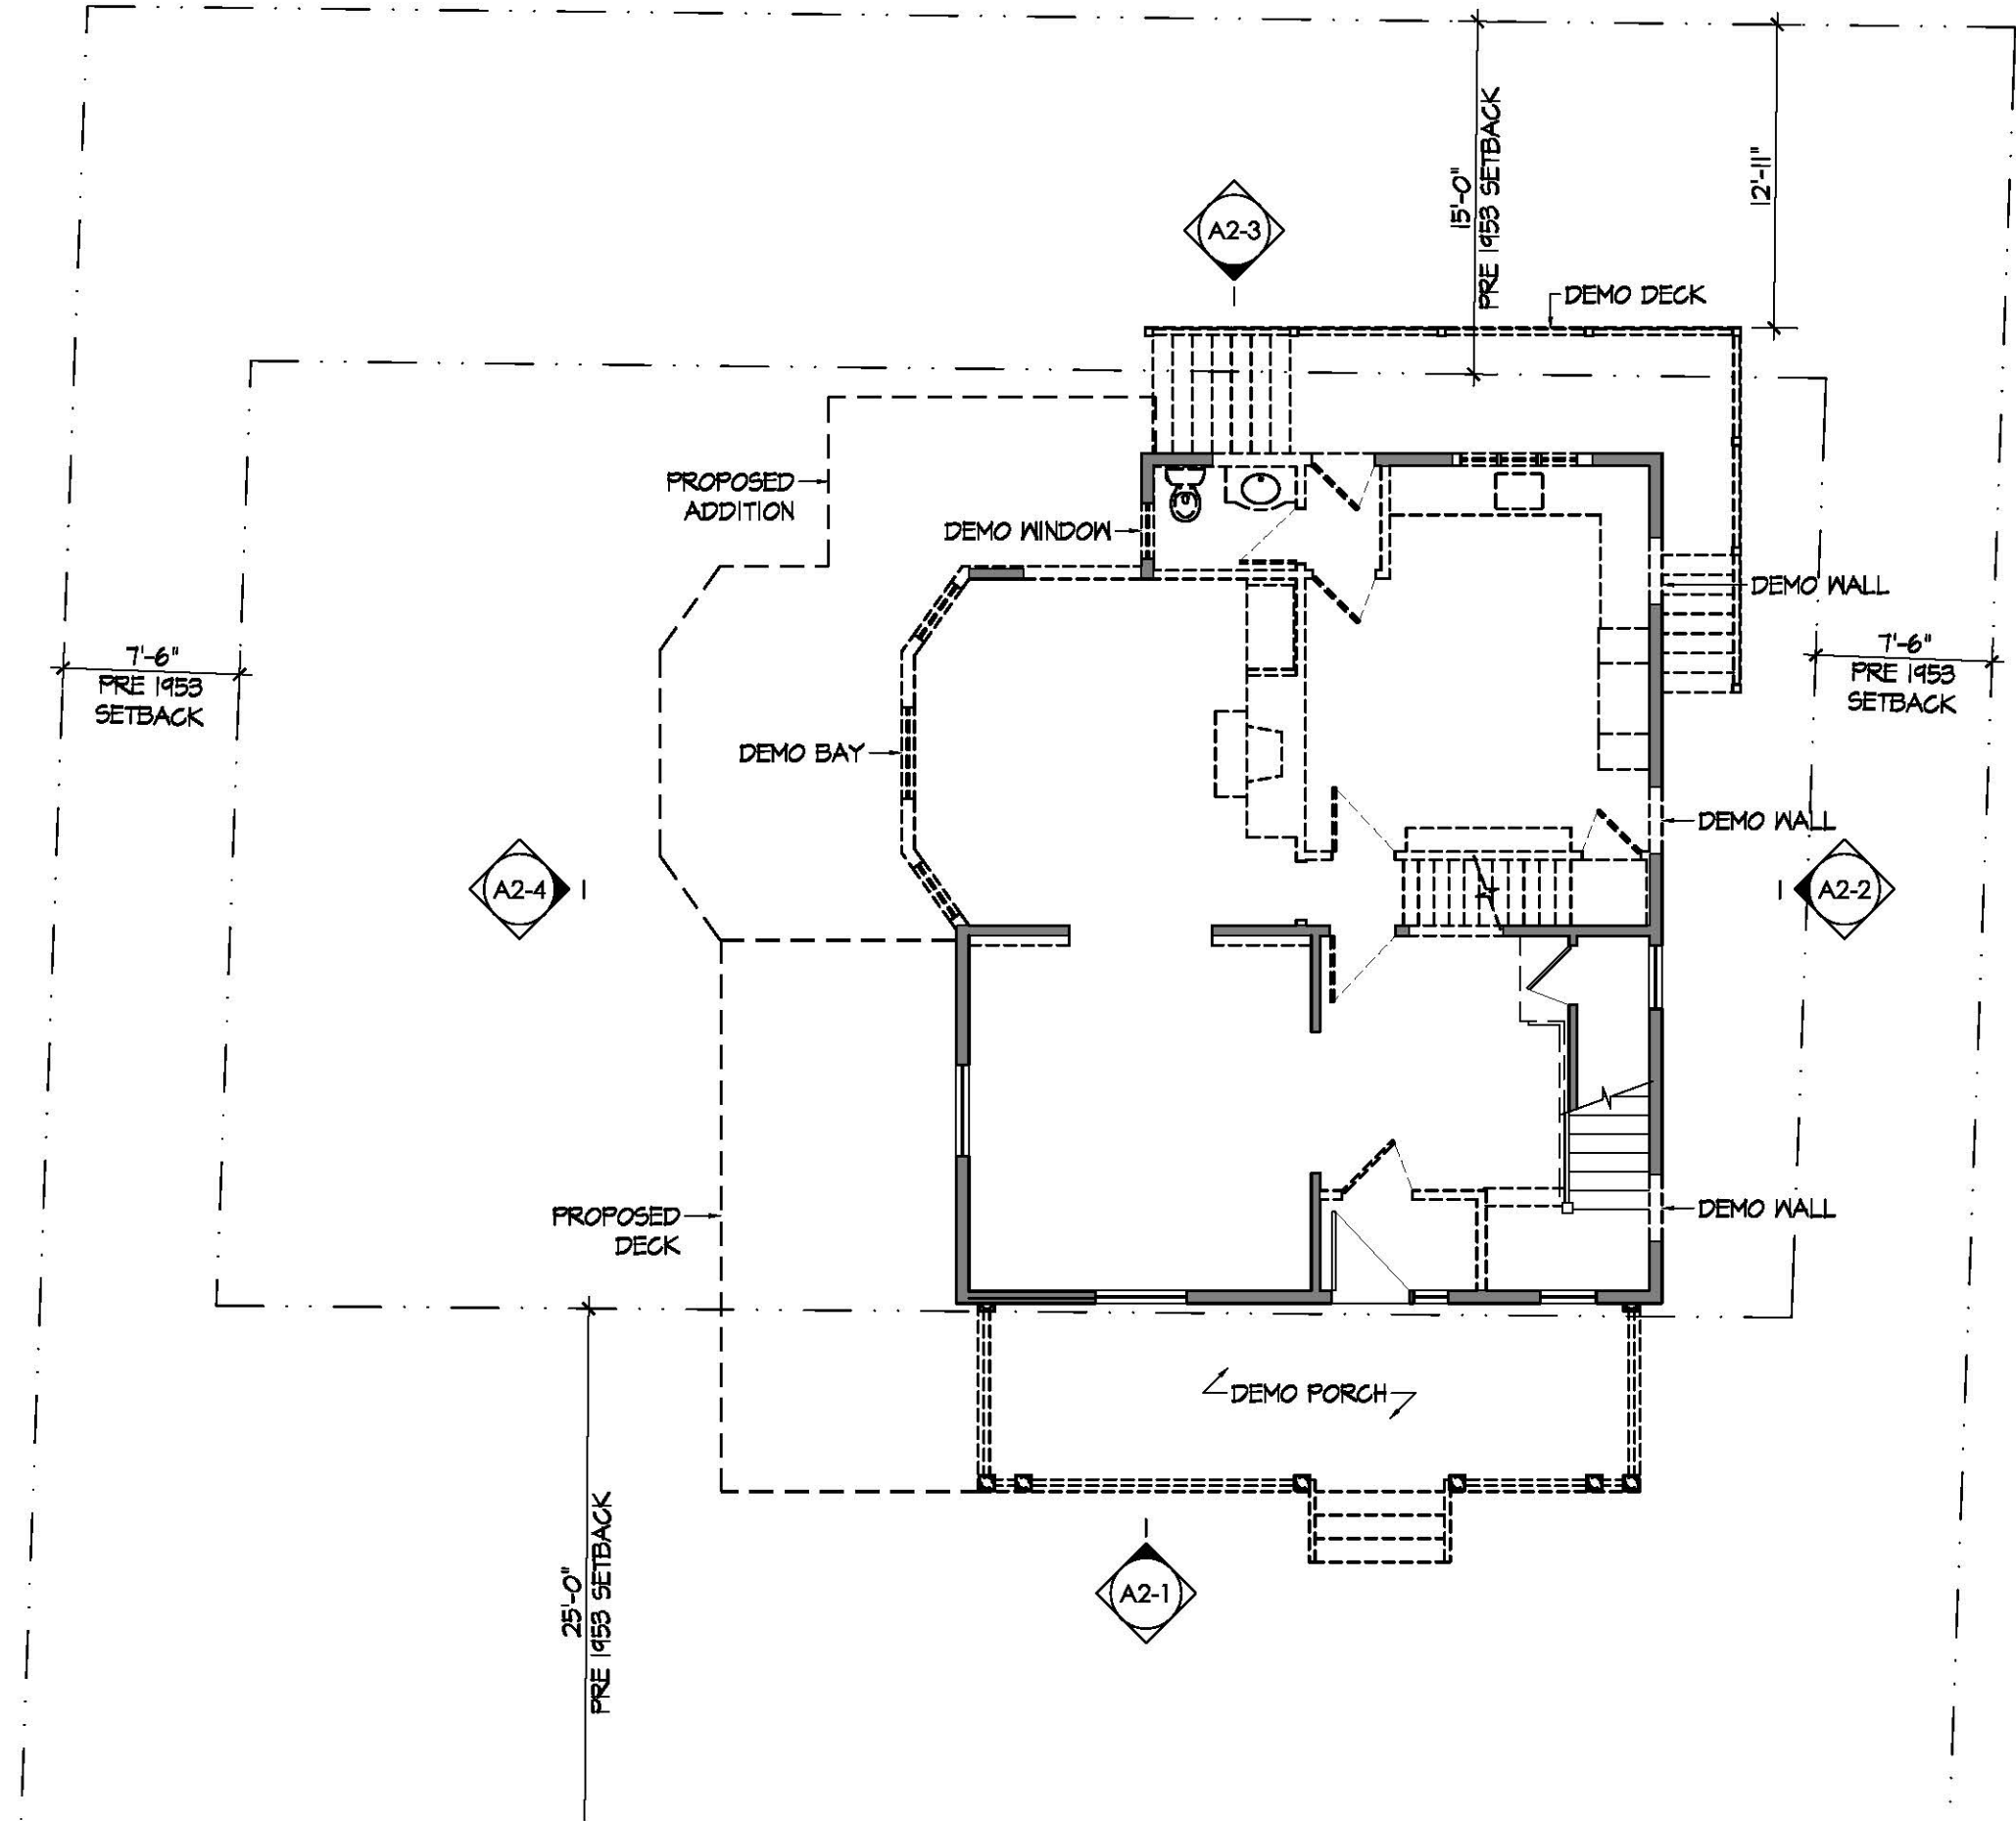 15'-0"
PRE 1953 SETBACK
12'-11"
A2-3
DEMO DECK
PROPOSED
ADDITION
DEMO WINDOW
DEMO WALL
7'-6"
PRE 1953
SETBACK
7'-6"
PRE 1953
SETBACK
DEMO BAY
DEMO WALL
A2-4
A2-2
PROPOSED
DECK
DEMO WALL
DEMO PORCH
A2-1
25'-0"
PRE 1953 SETBACK